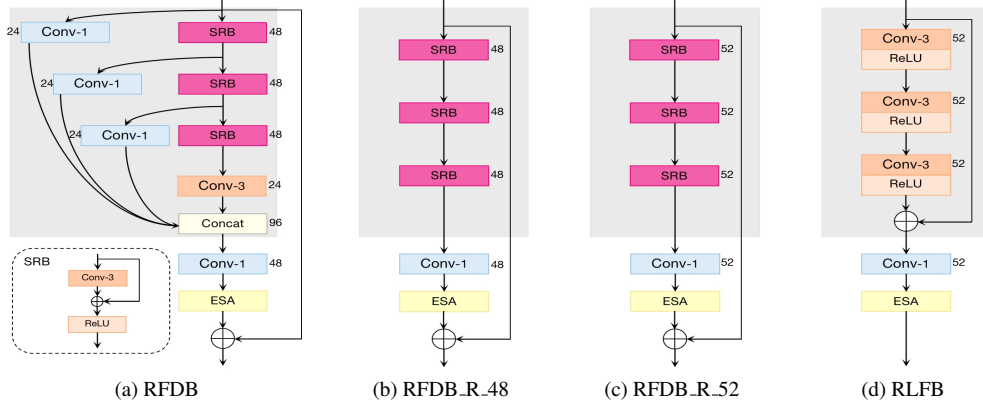 24
Conv-1
SRB
48
24
Conv-1
SRB
48
24
Conv-1
SRB
48
Conv-3
24
Concat
96
Conv-1
48
ESA
SRB
Conv-3
ReLU
(a) RFDB
SRB
48
SRB
48
SRB
48
Conv-1
48
ESA
(b) RFDB_R_48
SRB
52
SRB
52
SRB
52
Conv-1
52
ESA
(c) RFDB_R_52
Conv-3
52
ReLU
Conv-3
52
ReLU
Conv-3
52
ReLU
Conv-1
52
ESA
(d) RLFB